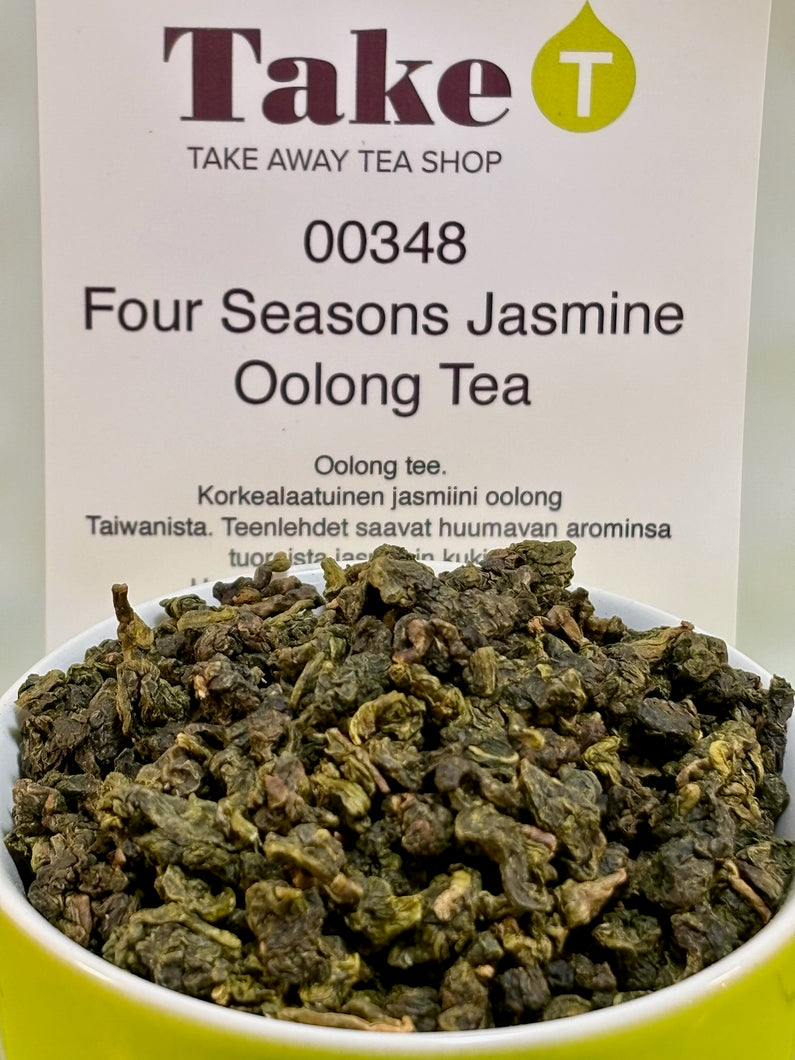 Take T
TAKE AWAY TEA SHOP
00348
Four Seasons Jasmine
Oolong Tea
Oolong tee.
Korkealaatuinen jasmiini oolong
Taiwanista. Teenlehdet saavat huumavan arominsa